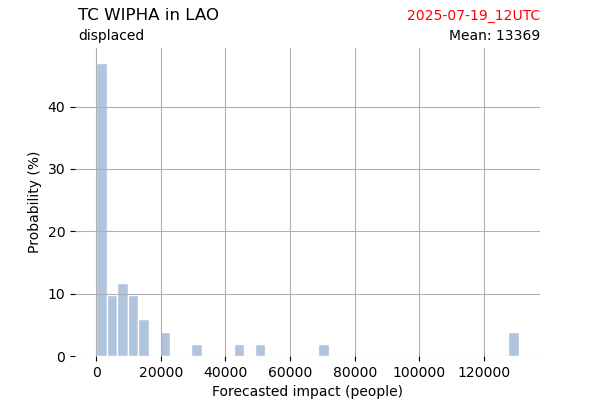 TC WIPHA in LAO
2025-07-19_12UTC
displaced
Mean: 13369
Probability (%)
40
30
20
10
0
0 20000 40000 60000 80000 100000 120000
Forecasted impact (people)